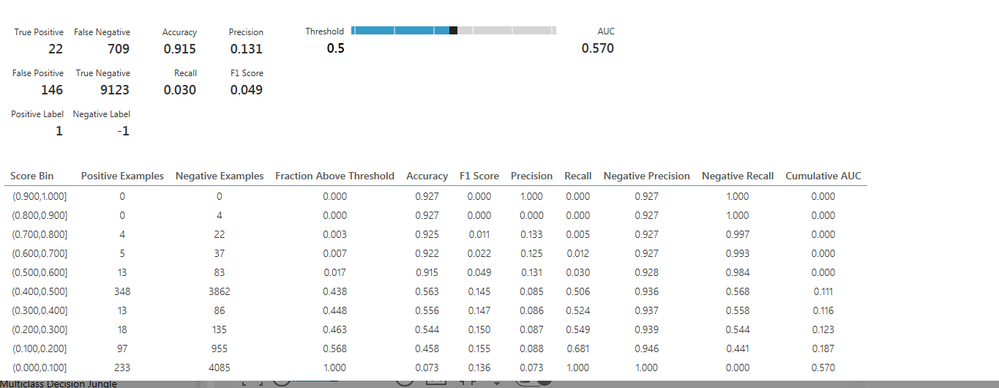 True Positive False Negative Accuracy Precision Threshold AUC
22 709 0.915 0.131 0.5 0.570
False Positive True Negative Recall F1 Score
146 9123 0.030 0.049
Positive Label Negative Label
1 -1
Score Bin Positive Examples Negative Examples Fraction Above Threshold Accuracy F1 Score Precision Recall Negative Precision Negative Recall Cumulative AUC
(0.900,1.000] 0 0 0.000 0.927 0.000 1.000 0.000 0.927 1.000 0.000
(0.800,0.900] 0 4 0.000 0.927 0.000 0.000 0.000 0.927 1.000 0.000
(0.700,0.800] 4 22 0.003 0.925 0.011 0.133 0.005 0.927 0.997 0.000
(0.600,0.700] 5 37 0.007 0.922 0.022 0.125 0.012 0.927 0.993 0.000
(0.500,0.600] 13 83 0.017 0.915 0.049 0.131 0.030 0.928 0.984 0.000
(0.400,0.500] 348 3862 0.438 0.563 0.145 0.085 0.506 0.936 0.568 0.111
(0.300,0.400] 13 86 0.448 0.556 0.147 0.086 0.524 0.937 0.558 0.116
(0.200,0.300] 18 135 0.463 0.544 0.150 0.087 0.549 0.939 0.544 0.123
(0.100,0.200] 97 955 0.568 0.458 0.155 0.088 0.681 0.946 0.441 0.187
(0.000,0.100] 233 4085 1.000 0.073 0.136 0.073 1.000 1.000 0.000 0.570
Multiclass Decision Jungle